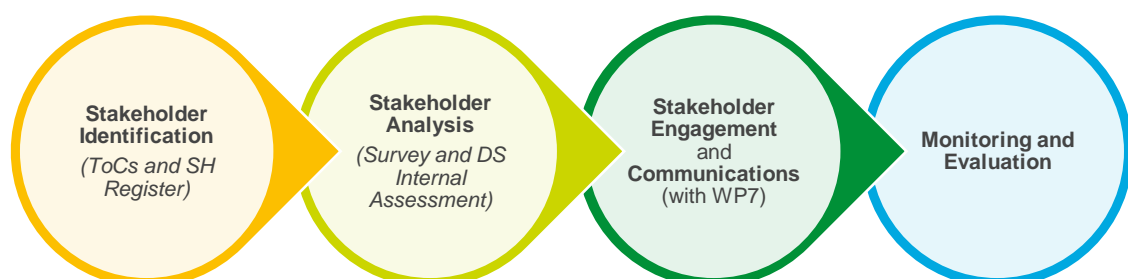 Stakeholder
Identification
(ToCs and SH
Register)
Stakeholder
Analysis
(Survey and DS
Internal
Assessment)
Stakeholder
Engagement
and
Communications
(with WP7)
Monitoring and
Evaluation